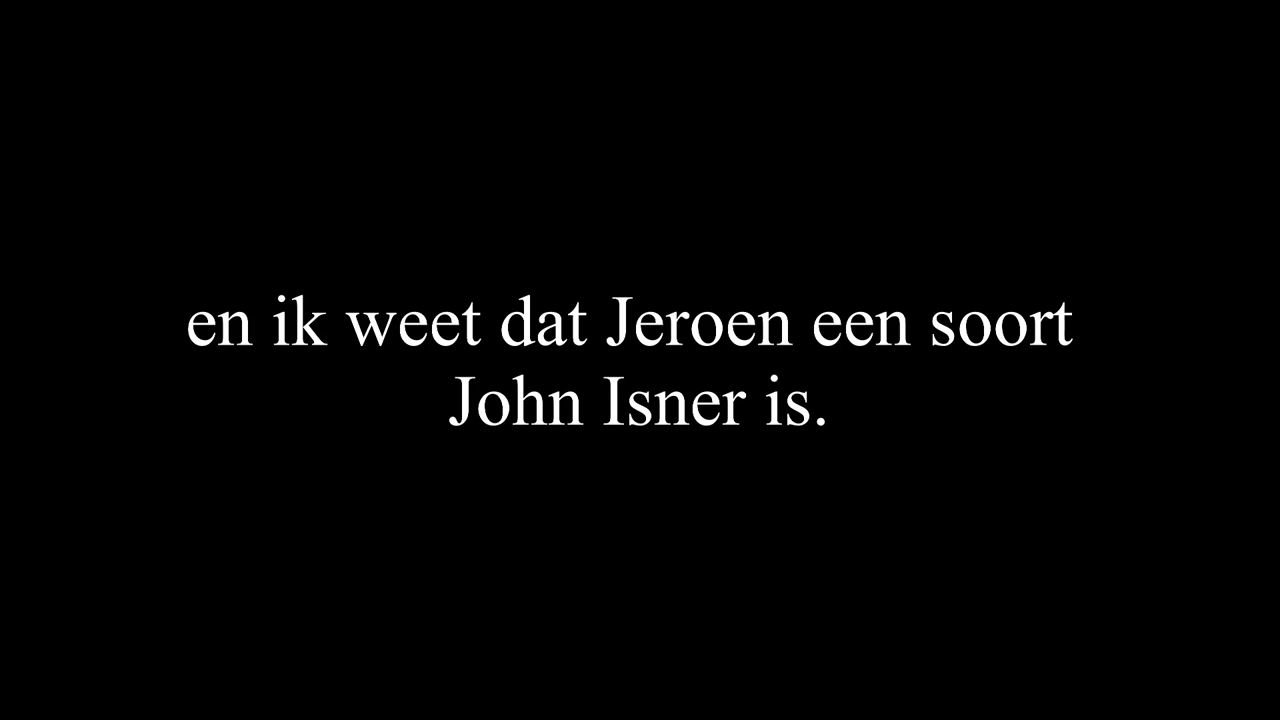 en ik weet dat Jeroen een soort
John Isner is.